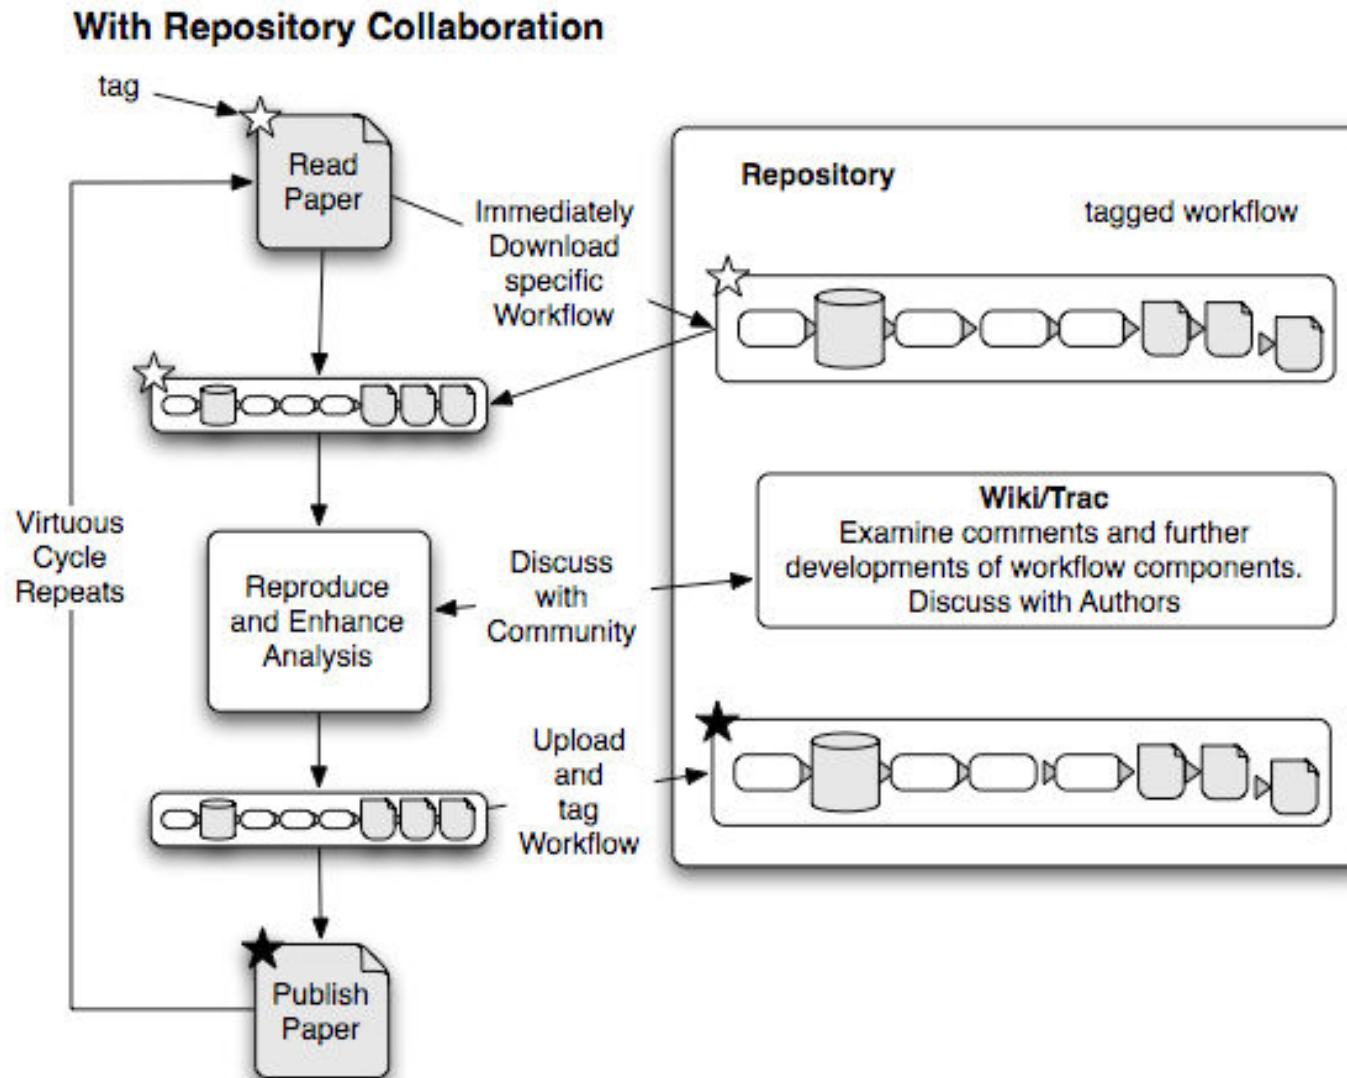 With Repository Collaboration
tag
Read
Paper
Immediately
Download
specific
Workflow
Repository
tagged workflow
Virtuous
Cycle
Repeats
Reproduce
and Enhance
Analysis
Discuss
with
Community
Wiki/Trac
Examine comments and further
developments of workflow components.
Discuss with Authors
Upload
and
tag
Workflow
Publish
Paper